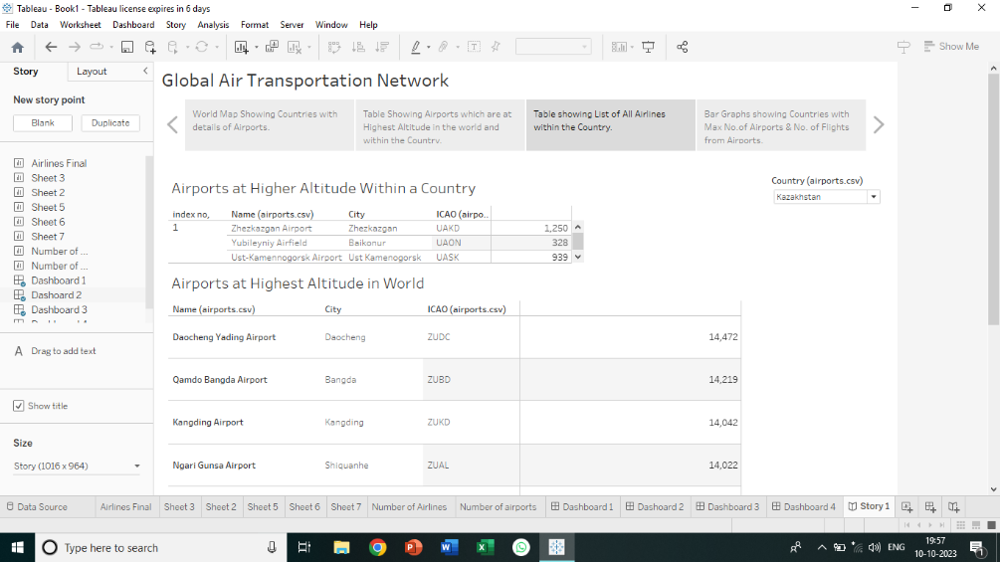 Tableau - Book1 - Tableau license expires in 6 days
File Data Worksheet Dashboard Story Analysis Format Server Window Help
Show Me
Story Layout
New story point
Blank Duplicate
Airlines Final
Sheet 3
Sheet 2
Sheet 5
Sheet 6
Sheet 7
Number of ...
Number of ...
Dashboard 1
Dashoard 2
Dashboard 3
A Drag to add text
Show title
Size
Story (1016 x 964)
Global Air Transportation Network
World Map Showing Countries with
details of Airports.
Table Showing Airports which are at
Highest Altitude in the world and
within the Country.
Table showing List of All Airlines
within the Country.
Bar Graphs showing Countries with
Max No.of Airports & No. of Flights
from Airports.
Airports at Higher Altitude Within a Country
Country (airports.csv)
Kazakhstan
index no, Name (airports.csv) City ICAO (airpo..
1 Zhezkazgan Airport Zhezkazgan UAKD 1,250
Yubileyniy Airfield Baikonur UAON 328
Ust-Kamennogorsk Airport Ust Kamenogorsk UASK 939
Airports at Highest Altitude in World
Name (airports.csv) City ICAO (airports.csv)
Daocheng Yading Airport Daocheng ZUDC 14,472
Qamdo Bangda Airport Bangda ZUBD 14,219
Kangding Airport Kangding ZUKD 14,042
Ngari Gunsa Airport Shiquanhe ZUAL 14,022
Data Source Airlines Final Sheet 3 Sheet 2 Sheet 5 Sheet 6 Sheet 7 Number of Airlines Number of airports Dashboard 1 Dashoard 2 Dashboard 3 Dashboard 4 Story 1
Type here to search
ENG
19:57
10-10-2023
1